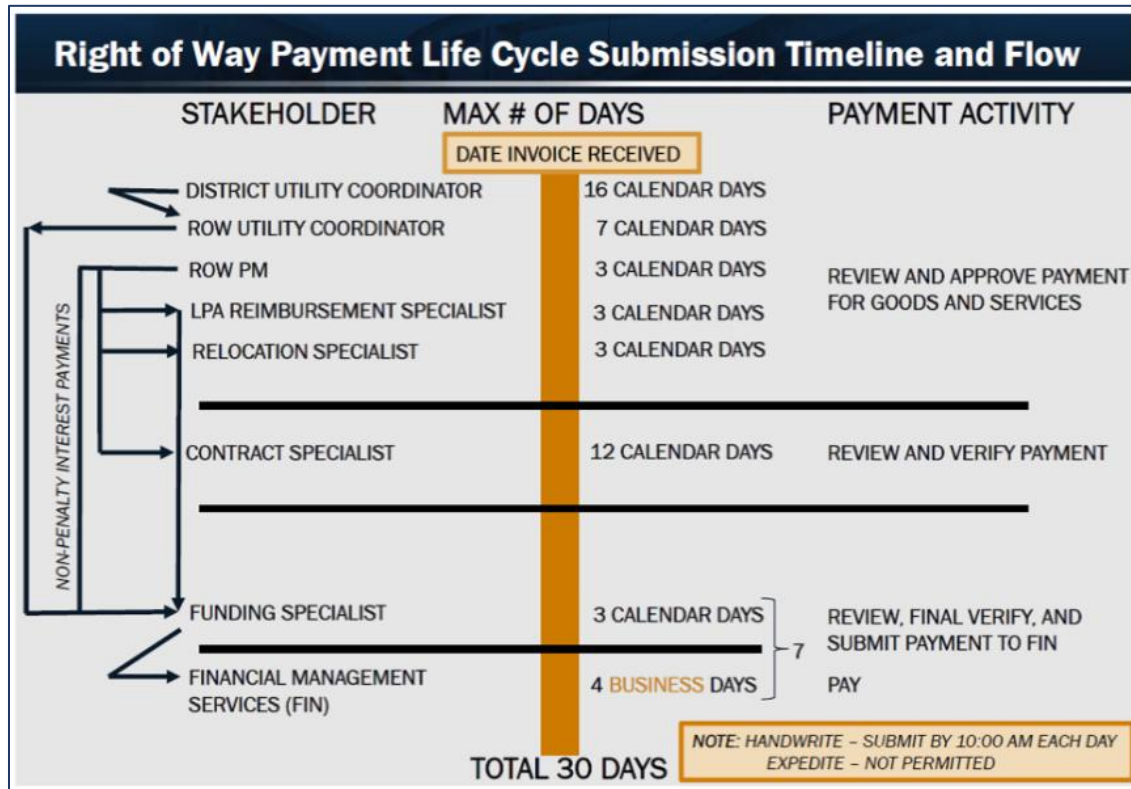 Right of Way Payment Life Cycle Submission Timeline and Flow
STAKEHOLDER MAX # OF DAYS PAYMENT ACTIVITY
DATE INVOICE RECEIVED
DISTRICT UTILITY COORDINATOR 16 CALENDAR DAYS
ROW UTILITY COORDINATOR 7 CALENDAR DAYS
ROW PM 3 CALENDAR DAYS
REVIEW AND APPROVE PAYMENT
FOR GOODS AND SERVICES
LPA REIMBURSEMENT SPECIALIST 3 CALENDAR DAYS
RELOCATION SPECIALIST 3 CALENDAR DAYS
NON-PENALTY INTEREST PAYMENTS
CONTRACT SPECIALIST 12 CALENDAR DAYS REVIEW AND VERIFY PAYMENT
FUNDING SPECIALIST 3 CALENDAR DAYS
REVIEW, FINAL VERIFY, AND
SUBMIT PAYMENT TO FIN
7
FINANCIAL MANAGEMENT
SERVICES (FIN)
4 BUSINESS DAYS PAY
NOTE: HANDWRITE – SUBMIT BY 10:00 AM EACH DAY
EXPEDITE – NOT PERMITTED
TOTAL 30 DAYS